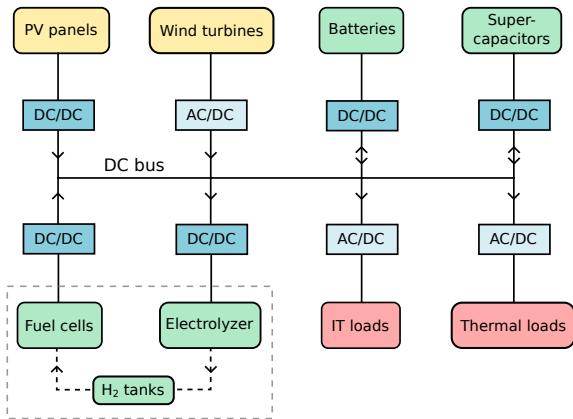 PV panels
Wind turbines
Batteries
Super-
capacitors
DC/DC
AC/DC
DC/DC
DC/DC
DC bus
DC/DC
DC/DC
AC/DC
AC/DC
Fuel cells
Electrolyzer
IT loads
Thermal loads
H₂ tanks